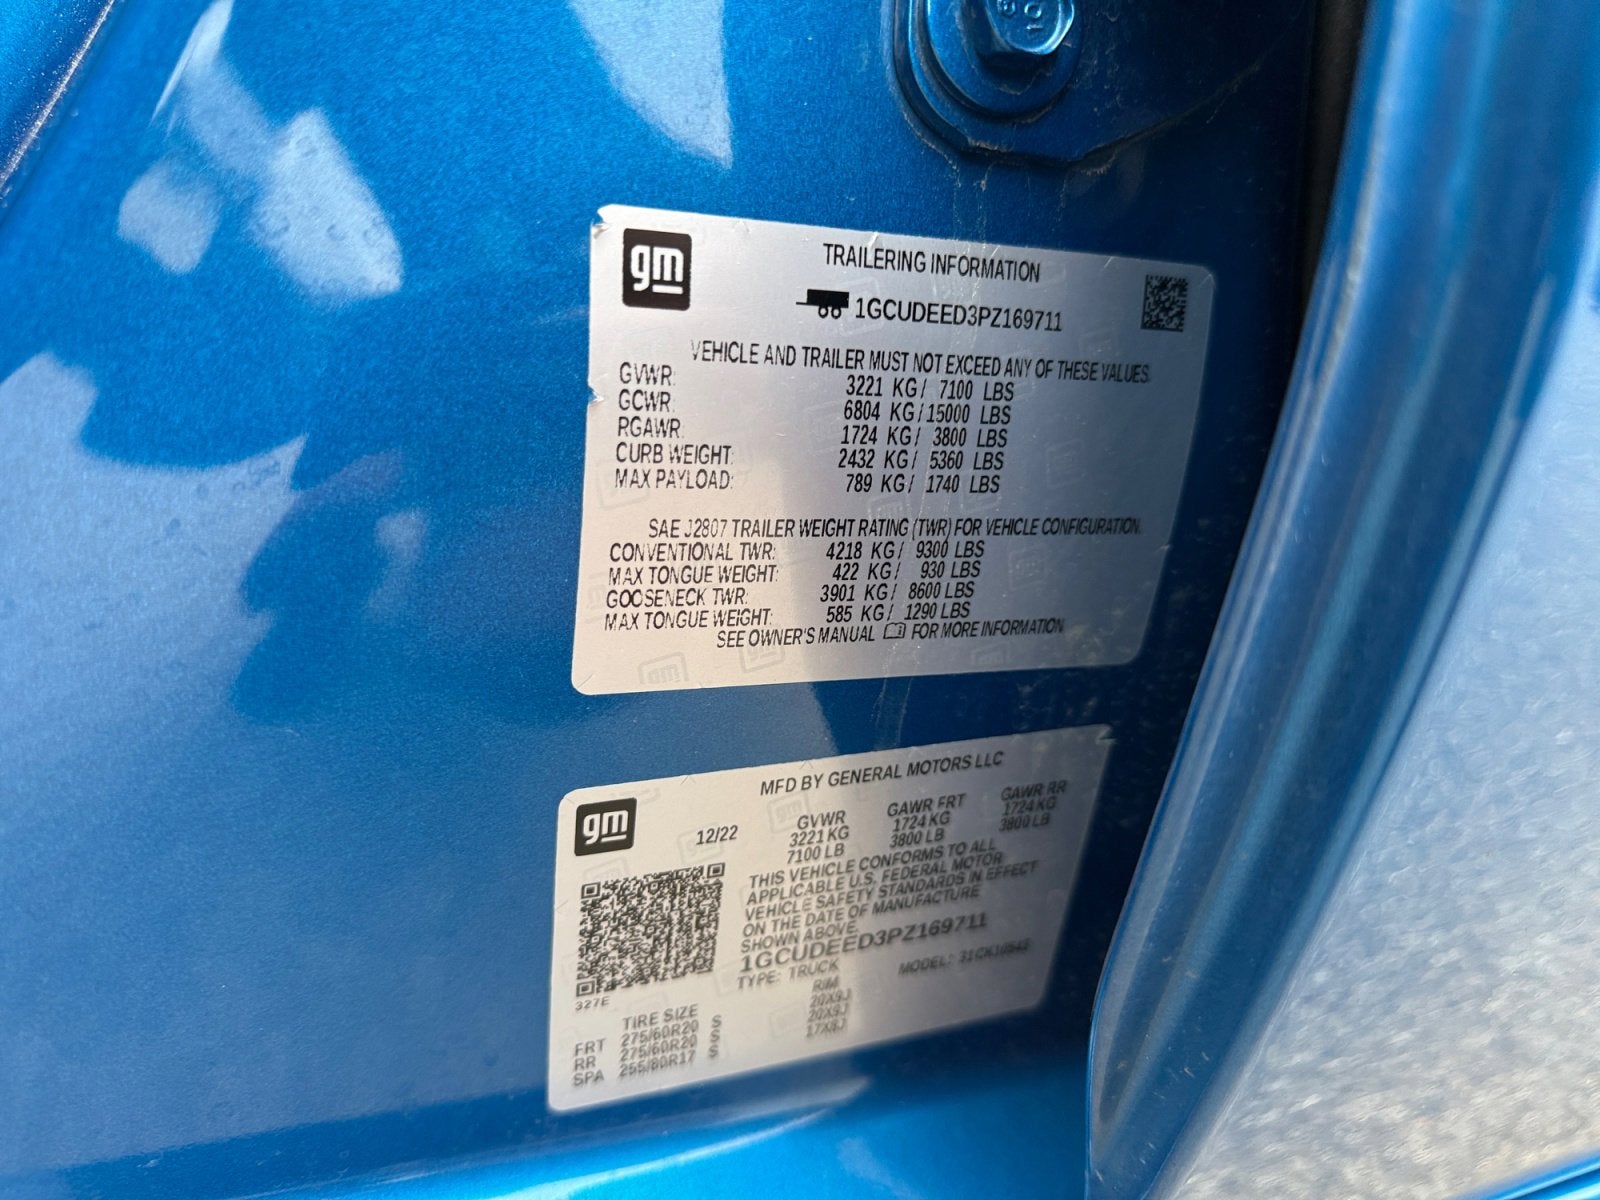 gm
TRAILERING INFORMATION
1GCUDEED3PZ169711
VEHICLE AND TRAILER MUST NOT EXCEED ANY OF THESE VALUES.
GVWR: 3221 KG/ 7100 LBS
GCWR: 6804 KG/15000 LBS
RGAWR: 1724 KG/ 3800 LBS
CURB WEIGHT: 2432 KG/ 5360 LBS
MAX PAYLOAD: 789 KG/ 1740 LBS
SAE J2807 TRAILER WEIGHT RATING (TWR) FOR VEHICLE CONFIGURATION.
CONVENTIONAL TWR: 4218 KG/ 9300 LBS
MAX TONGUE WEIGHT: 422 KG/ 930 LBS
GOOSENECK TWR: 3901 KG/ 8600 LBS
MAX TONGUE WEIGHT: 585 KG/ 1290 LBS
SEE OWNER'S MANUAL FOR MORE INFORMATION
gm
MFD BY GENERAL MOTORS LLC
12/22
GVWR GAWR FRT GAWR RR
3221 KG 1724 KG 1724 KG
7100 LB 3800 LB 3800 LB
THIS VEHICLE CONFORMS TO ALL
APPLICABLE U.S. FEDERAL MOTOR
VEHICLE SAFETY STANDARDS IN EFFECT
ON THE DATE OF MANUFACTURE
SHOWN ABOVE.
1GCUDEED3PZ169711
TYPE: TRUCK MODEL:
327E
TIRE SIZE RIM
FRT 275/60R20 S 20X9J
RR 275/60R20 S 20X9J
SPA 255/80R17 S 17X8J